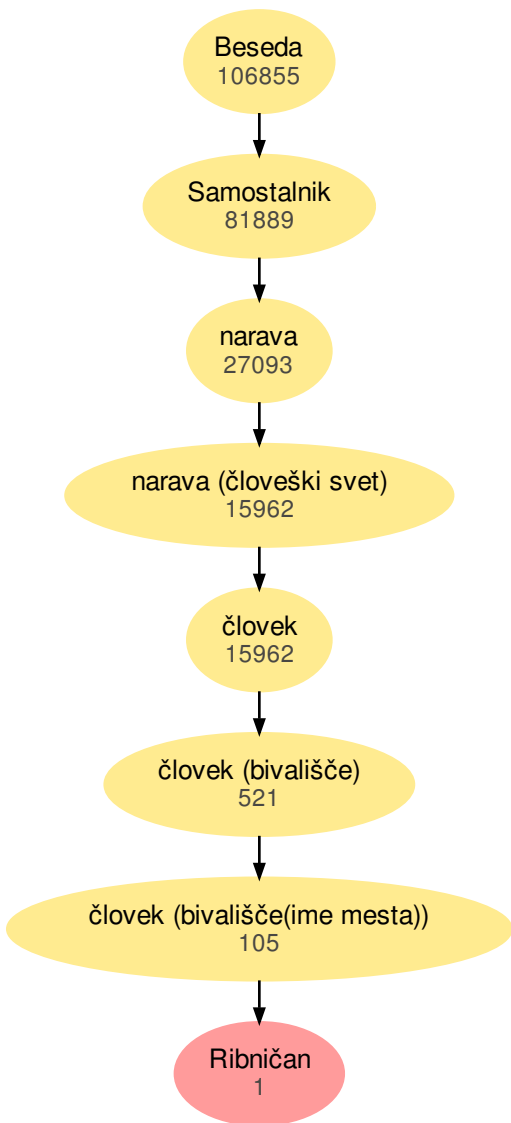 Beseda
106855
Samostalnik
81889
narava
27093
narava (človeški svet)
15962
človek
15962
človek (bivališče)
521
človek (bivališče(ime mesta))
105
Ribničan
1